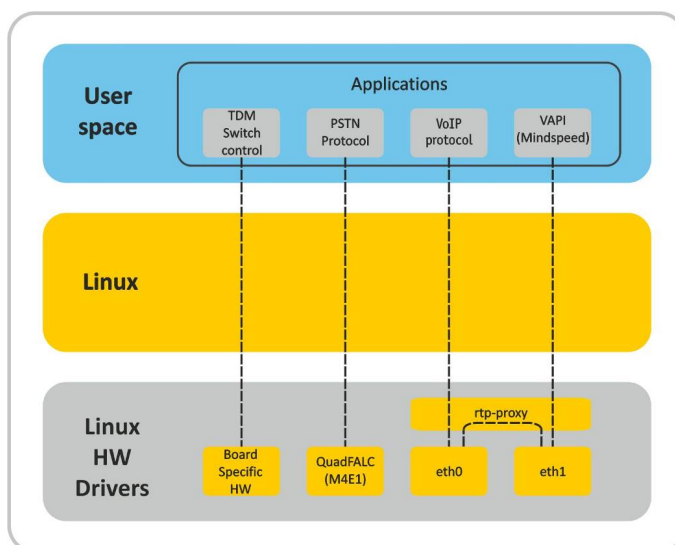 User
space
Applications
TDM
Switch
control
PSTN
Protocol
VoIP
protocol
VAPI
(Mindspeed)
Linux
Linux
HW
Drivers
rtp-proxy
Board
Specific
HW
QuadFALC
(M4E1)
eth0
eth1